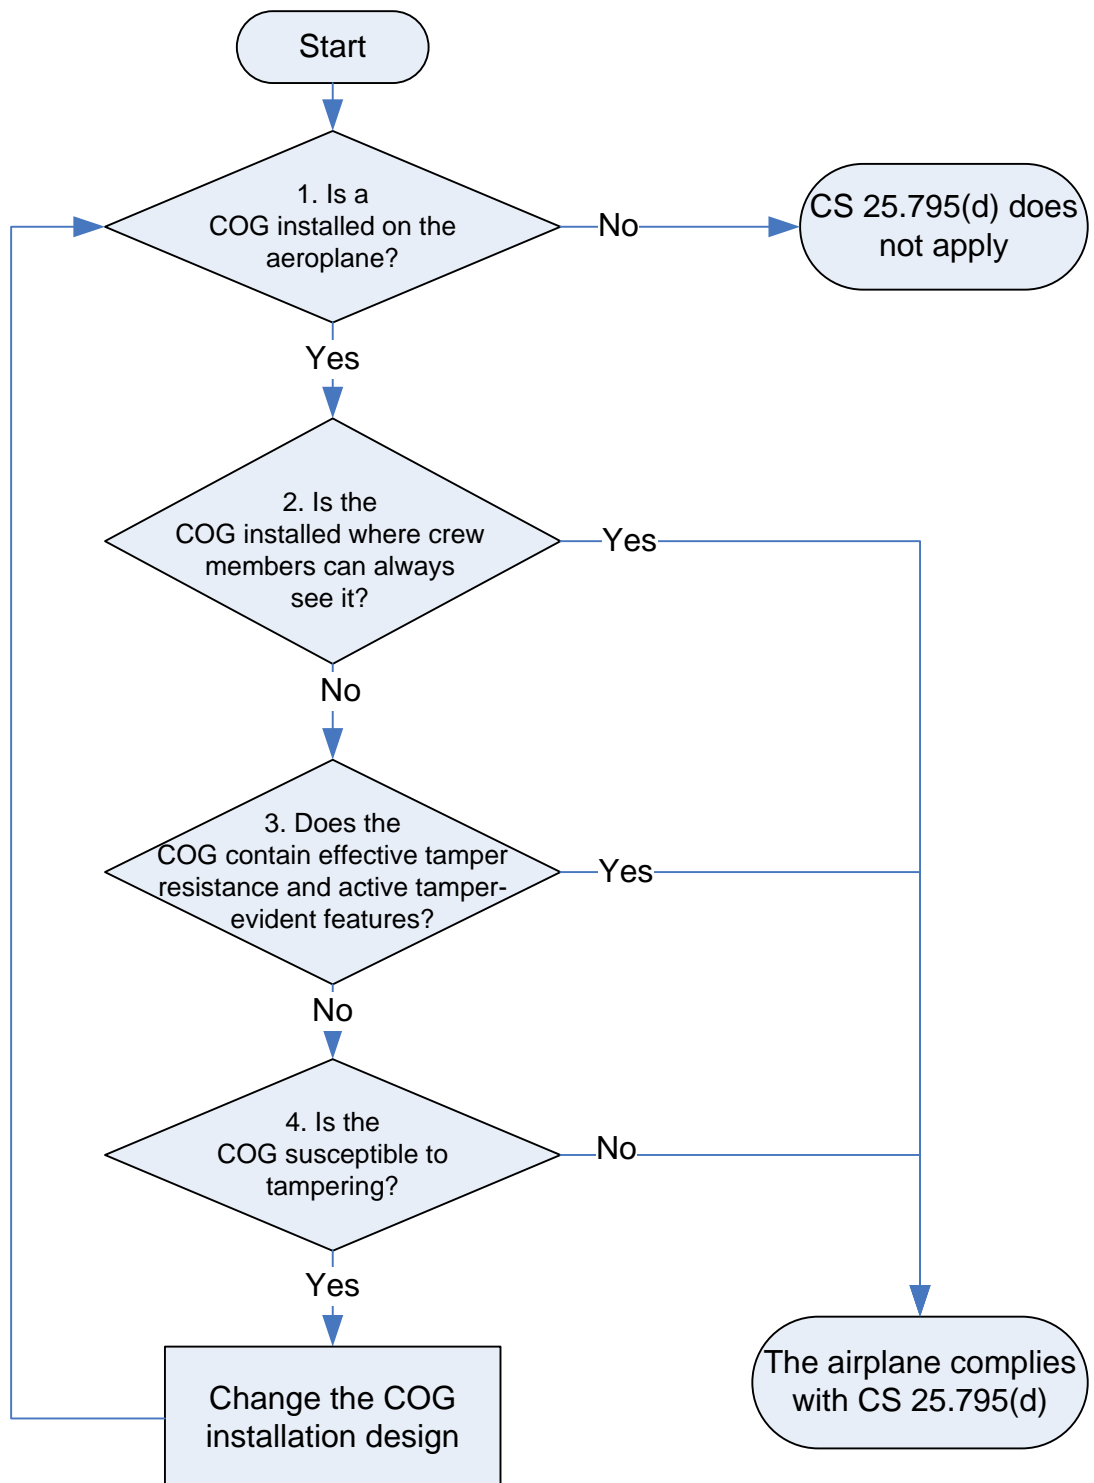 Start
1. Is a
COG installed on the
aeroplane?
No
CS 25.795(d) does
not apply
Yes
2. Is the
COG installed where crew
members can always
see it?
Yes
No
3. Does the
COG contain effective tamper
resistance and active tamper-
evident features?
Yes
No
4. Is the
COG susceptible to
tampering?
No
Yes
Change the COG
installation design
The airplane complies
with CS 25.795(d)